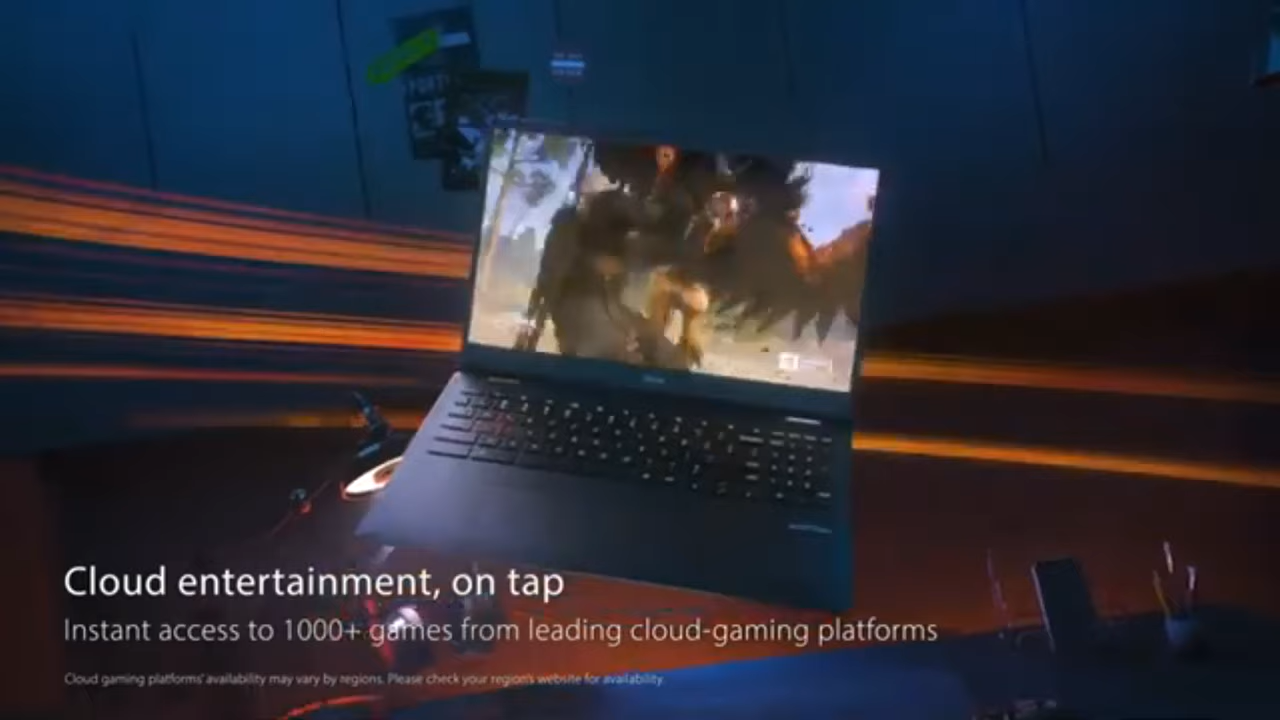 Cloud entertainment, on tap
Instant access to 1000+ games from leading cloud-gaming platforms
Cloud gaming platforms' availability may vary by regions. Please check your region's website for availability.